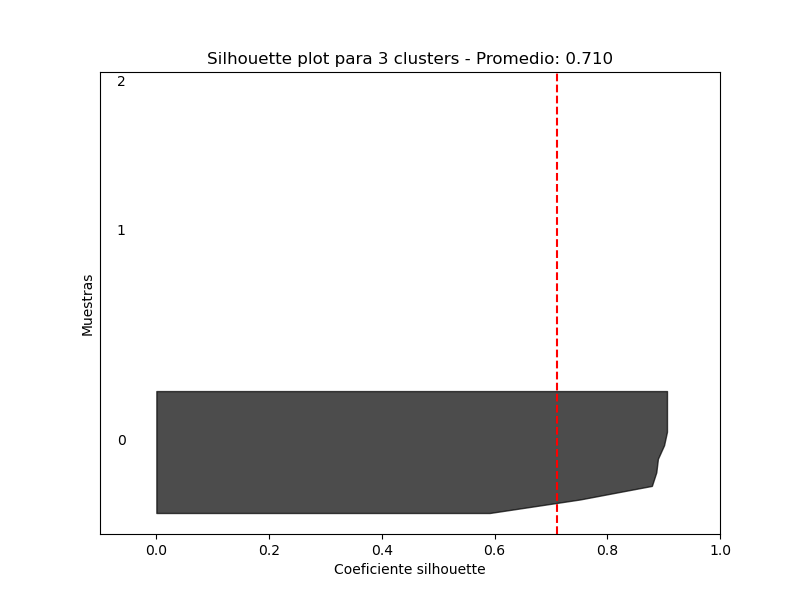 Silhouette plot para 3 clusters - Promedio: 0.710
2
1
0
Muestras
0.0 0.2 0.4 0.6 0.8 1.0
Coeficiente silhouette